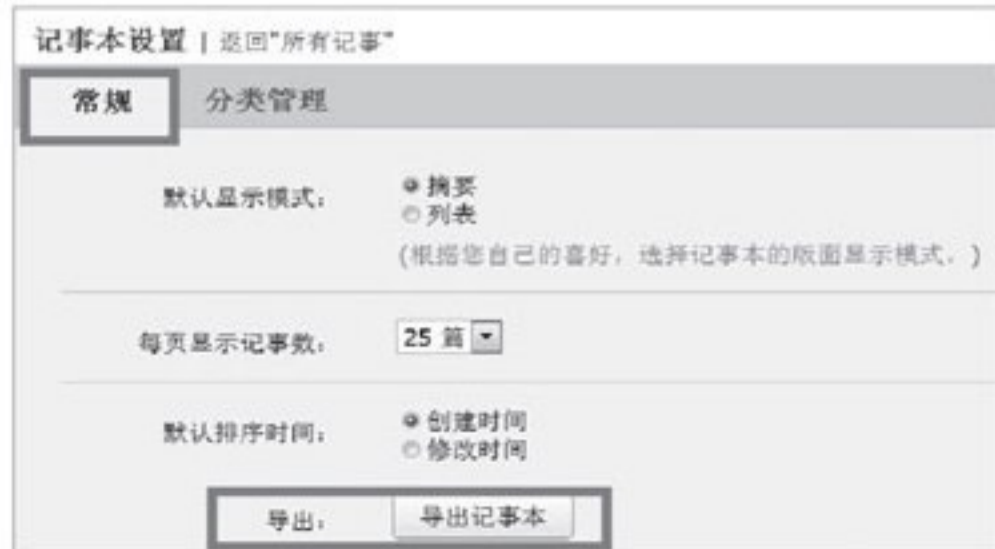 记事本设置 | 返回"所有记事"
常规 分类管理
默认显示模式： 摘要
列表
(根据您自己的喜好，选择记事本的版面显示模式。)
每页显示记事数： 25 篇
默认排序时间： 创建时间
修改时间
导出： 导出记事本